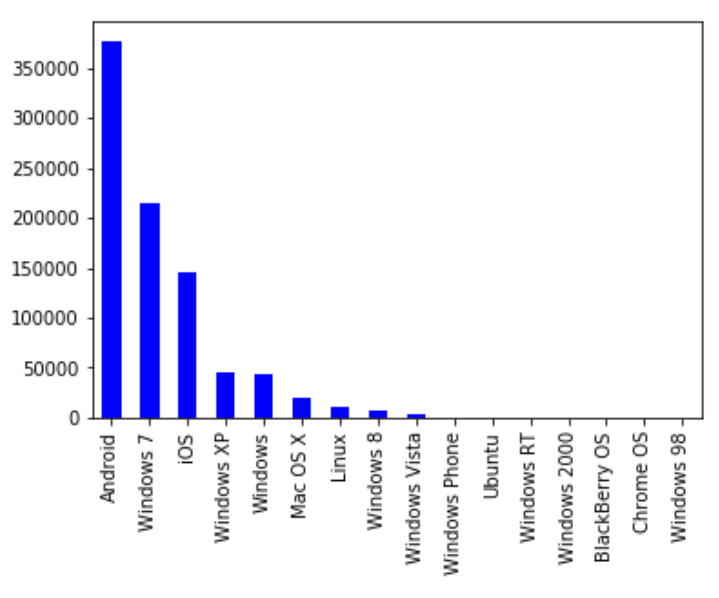 350000
300000
250000
200000
150000
100000
50000
0
Android
Windows 7
iOS
Windows XP
Windows
Mac OS X
Linux
Windows 8
Windows Vista
Windows Phone
Ubuntu
Windows RT
Windows 2000
BlackBerry OS
Chrome OS
Windows 98